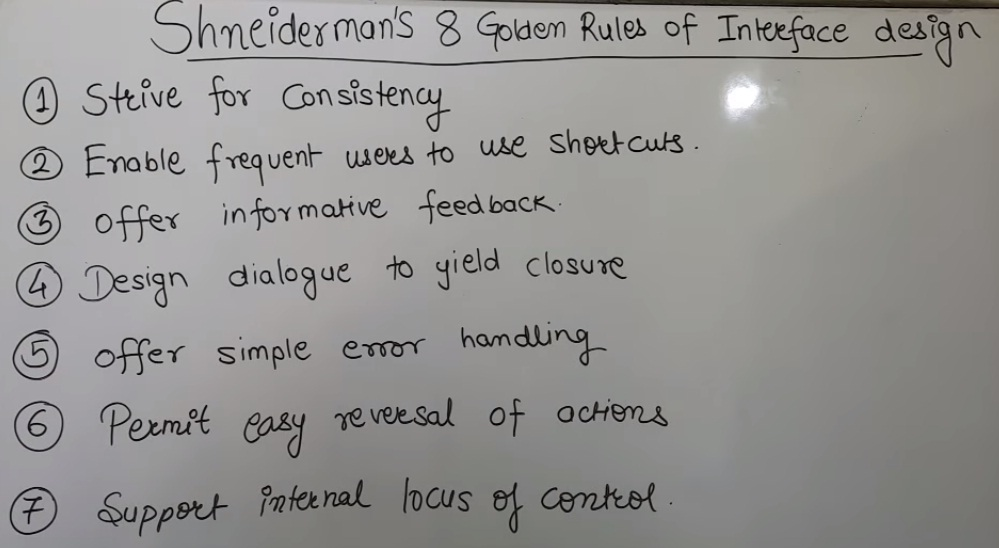 Shneiderman's 8 Golden Rules of Interface design
① Strive for Consistency
② Enable frequent users to use shortcuts.
③ offer informative feedback.
④ Design dialogue to yield closure
⑤ offer simple error handling
⑥ Permit easy reversal of actions
⑦ Support internal locus of control.